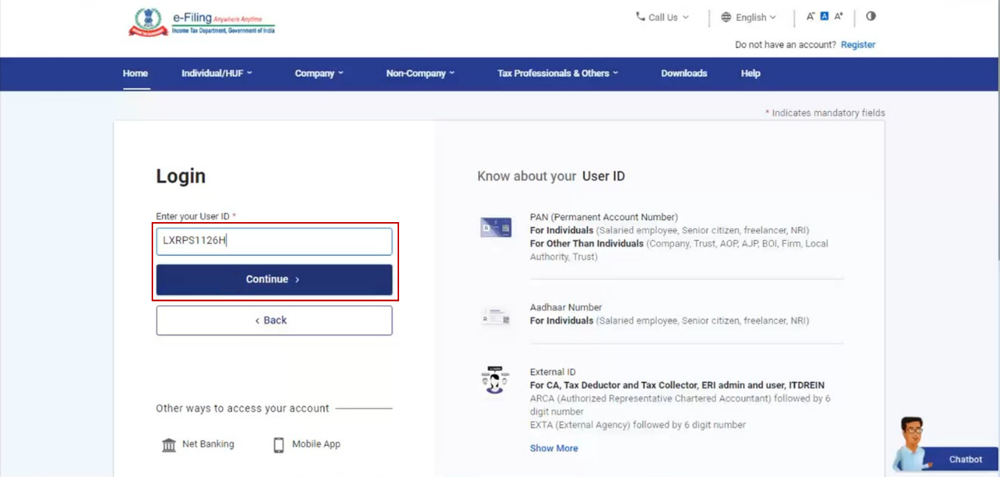 e-Filing Anywhere Anytime
Income Tax Department, Government of India
Call Us
English
A- A A+
Do not have an account? Register
Home Individual/HUF Company Non-Company Tax Professionals & Others Downloads Help
* Indicates mandatory fields
Login
Enter your User ID *
LXRPS1126H
Continue >
< Back
Other ways to access your account
Net Banking
Mobile App
Know about your User ID
PAN (Permanent Account Number)
For Individuals (Salaried employee, Senior citizen, freelancer, NRI)
For Other Than Individuals (Company, Trust, AOP, AJP, BOI, Firm, Local
Authority, Trust)
Aadhaar Number
For Individuals (Salaried employee, Senior citizen, freelancer, NRI)
External ID
For CA, Tax Deductor and Tax Collector, ERI admin and user, ITDREIN
ARCA (Authorized Representative Chartered Accountant) followed by 6
digit number
EXTA (External Agency) followed by 6 digit number
Show More
Chatbot